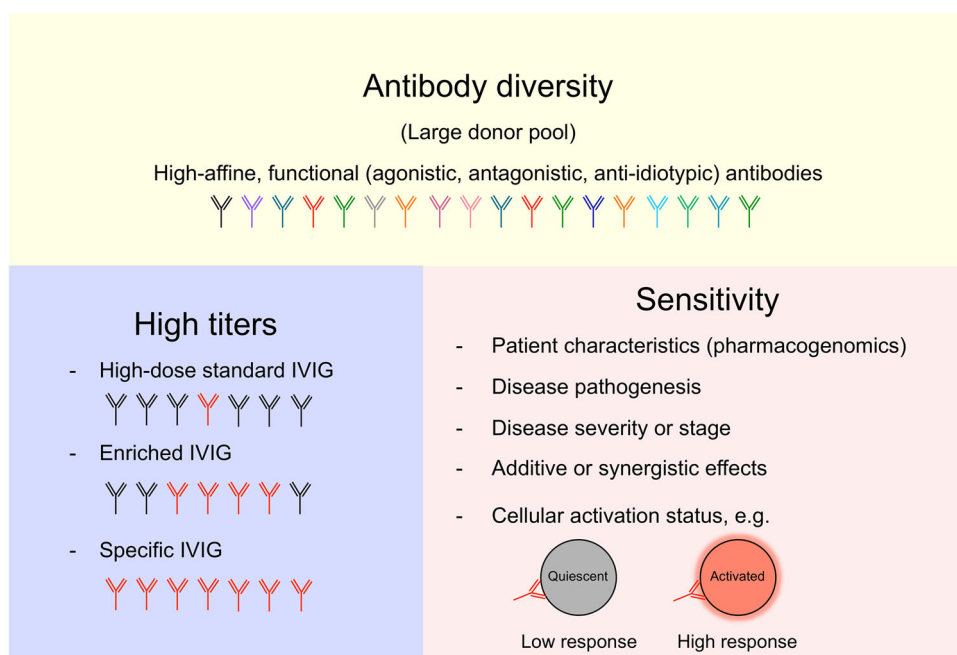 Antibody diversity
(Large donor pool)
High-affine, functional (agonistic, antagonistic, anti-idiotypic) antibodies
High titers
- High-dose standard IVIG
- Enriched IVIG
- Specific IVIG
Sensitivity
- Patient characteristics (pharmacogenomics)
- Disease pathogenesis
- Disease severity or stage
- Additive or synergistic effects
- Cellular activation status, e.g.
Quiescent
Activated
Low response
High response